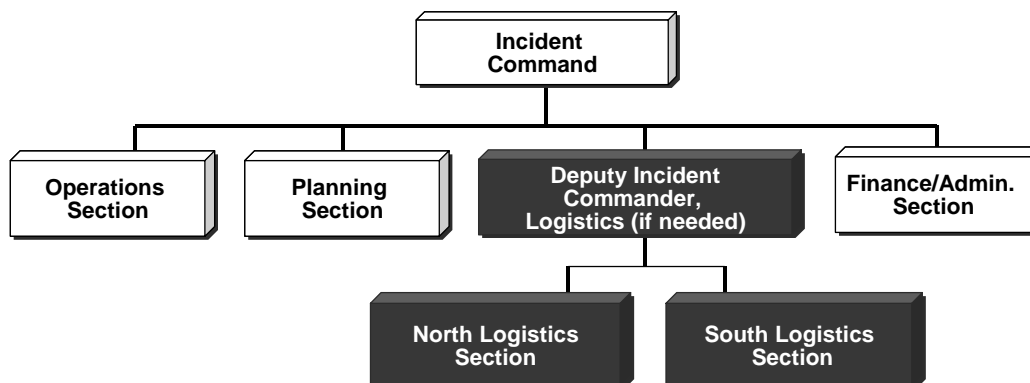 Incident
Command
Operations
Section
Planning
Section
Deputy Incident
Commander,
Logistics (if needed)
Finance/Admin.
Section
North Logistics
Section
South Logistics
Section